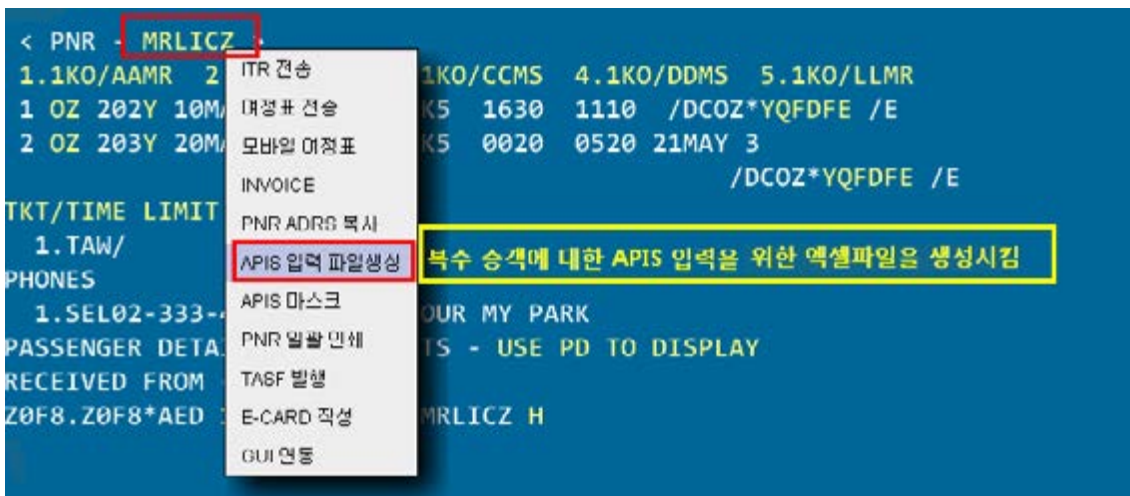 < PNR - MRLICZ >
1.1KO/AAMR 2 1KO/CCMS 4.1KO/DDMS 5.1KO/LLMR
1 OZ 202Y 10M K5 1630 1110 /DCOZ*YQFDFE /E
2 OZ 203Y 20M K5 0020 0520 21MAY 3
/DCOZ*YQFDFE /E
TKT/TIME LIMIT
1.TAW/
PHONES
1.SEL02-333- OUR MY PARK
PASSENGER DETA TS - USE PD TO DISPLAY
RECEIVED FROM -
Z0F8.Z0F8*AED MRLICZ H
ITR 전송
여정표 전송
모바일 여정표
INVOICE
PNR ADRS 복사
APIS 입력 파일생성
APIS 마스크
PNR 일괄 인쇄
TASF 발행
E-CARD 작성
GUI 연동
복수 승객에 대한 APIS 입력을 위한 엑셀파일을 생성시킴